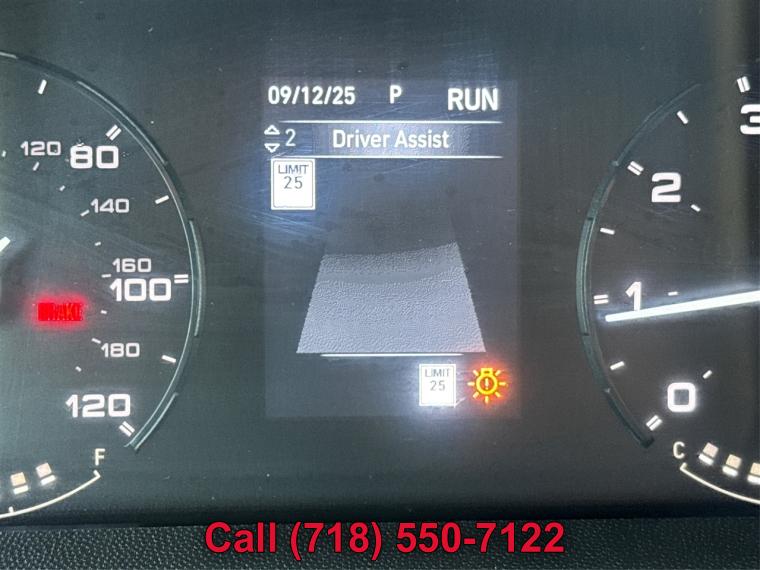 09/12/25 P RUN
2 Driver Assist
LIMIT
25
3
120 80
140
2
160
100
1
BRAKE
180
LIMIT
25
120
0
F
C
Call (718) 550-7122